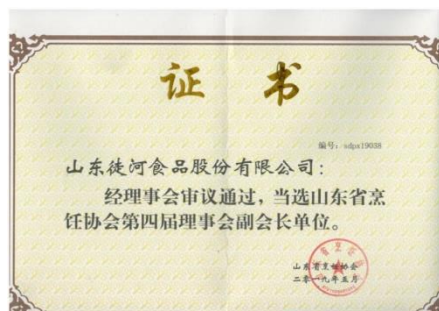 证 书
编号：sdpx19038
山东徒河食品股份有限公司：
经理事会审议通过，当选山东省烹
饪协会第四届理事会副会长单位。
山东省烹饪协会
二零一九年五月